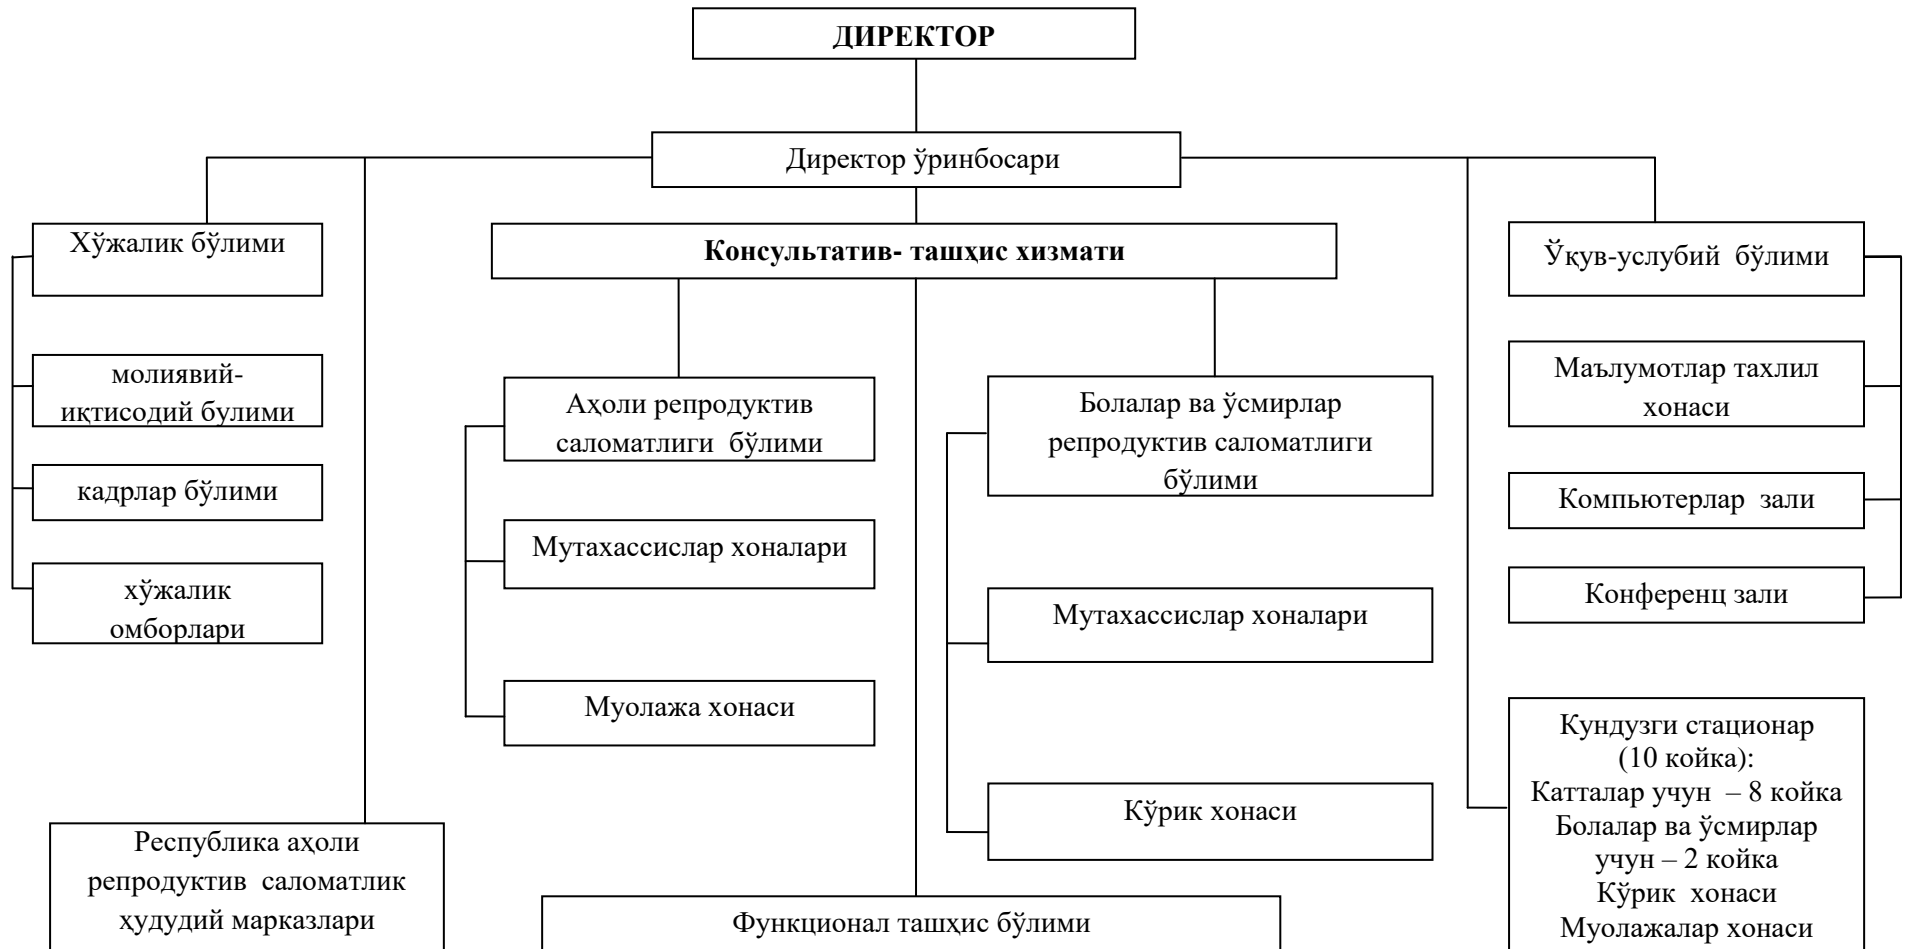 ДИРЕКТОР
Директор ўринбосари
Хўжалик бўлими
молиявий-
иқтисодий булими
кадрлар бўлими
хўжалик
омборлари
Республика аҳоли
репродуктив саломатлик
ҳудудий марказлари
Консультатив- ташҳис хизмати
Аҳоли репродуктив
саломатлиги бўлими
Мутахассислар хоналари
Муолажа хонаси
Болалар ва ўсмирлар
репродуктив саломатлиги
бўлими
Мутахассислар хоналари
Кўрик хонаси
Функционал ташҳис бўлими
Ўқув-услубий бўлими
Маълумотлар тахлил
хонаси
Компьютерлар зали
Конференц зали
Кундузги стационар
(10 койка):
Катталар учун – 8 койка
Болалар ва ўсмирлар
учун – 2 койка
Кўрик хонаси
Муолажалар хонаси